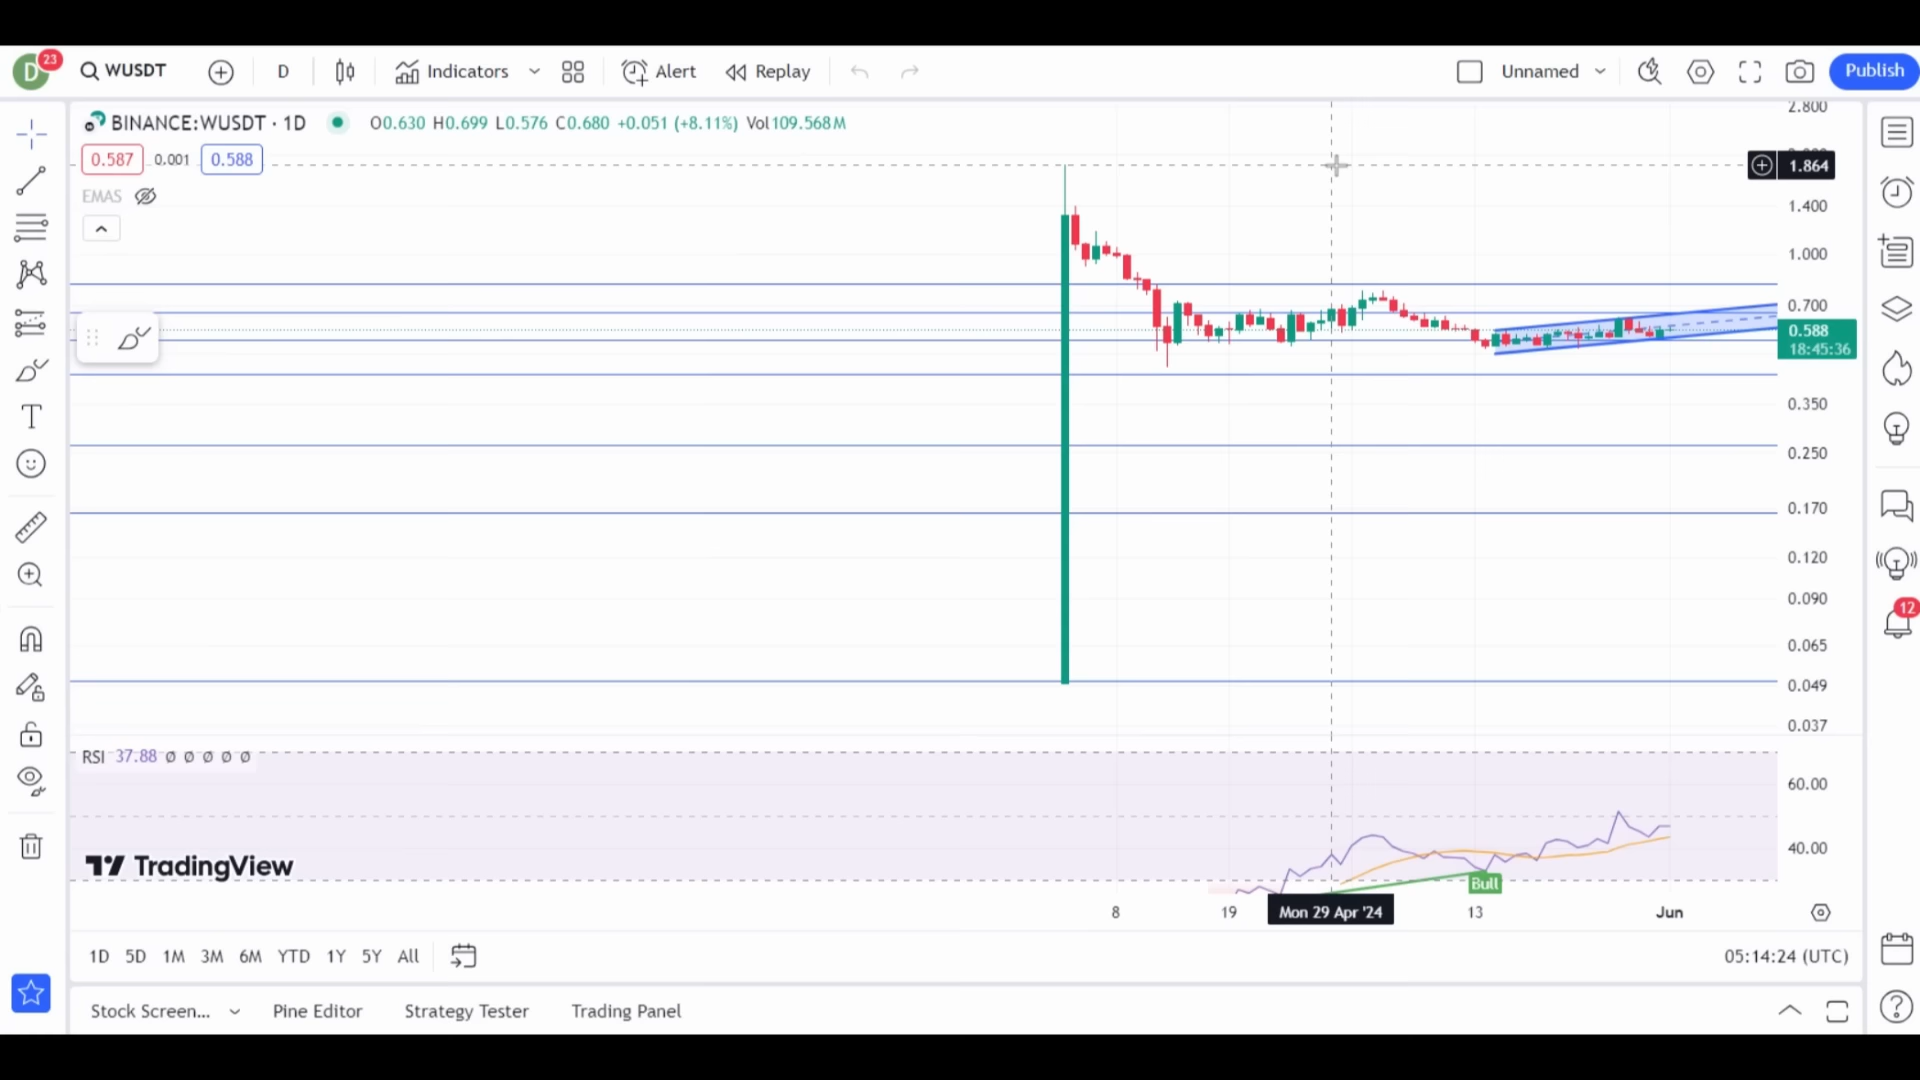 D
23
WUSDT
D
Indicators
Alert
Replay
Unnamed
Publish
BINANCE:WUSDT · 1D
O0.630 H0.699 L0.576 C0.680 +0.051 (+8.11%) Vol109.568M
0.587
0.001
0.588
EMAS
2.800
1.864
1.400
1.000
0.700
0.588
18:45:36
0.350
0.250
0.170
0.120
0.090
0.065
0.049
0.037
12
RSI 37.88 Ø Ø Ø Ø Ø
60.00
40.00
Bull
TradingView
8
19
Mon 29 Apr '24
13
Jun
1D 5D 1M 3M 6M YTD 1Y 5Y All
05:14:24 (UTC)
Stock Screen...
Pine Editor
Strategy Tester
Trading Panel